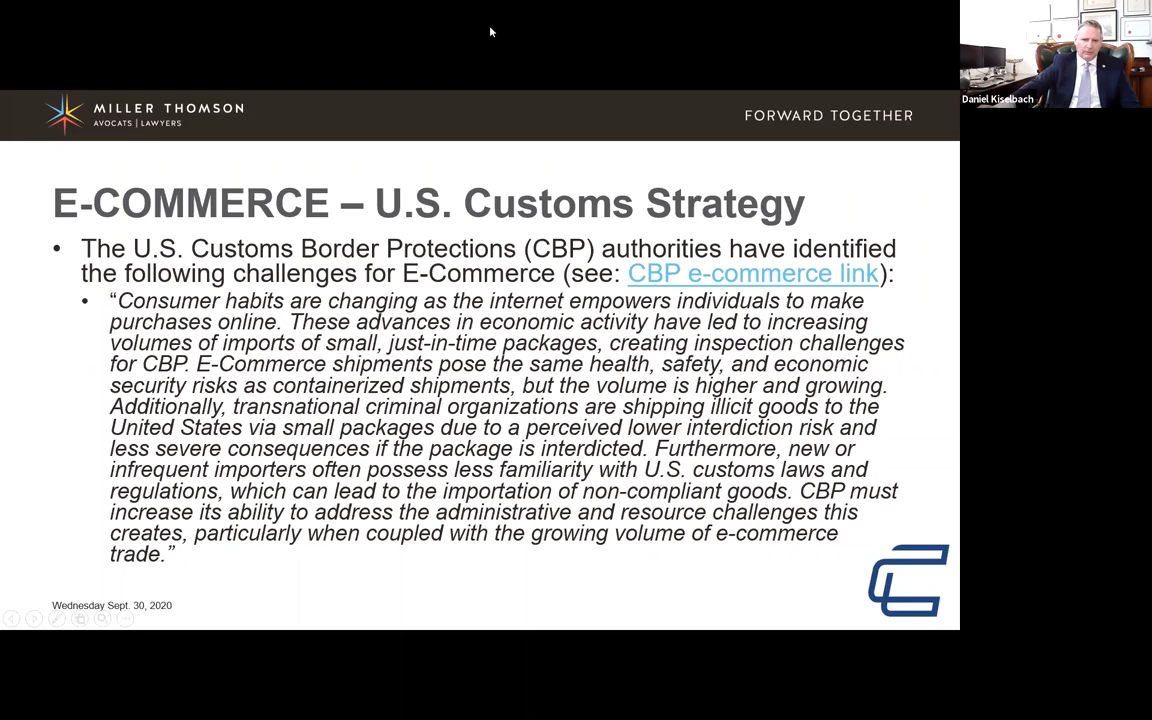 MILLER THOMSON
AVOCATS | LAWYERS
FORWARD TOGETHER
Daniel Kiselbach
E-COMMERCE – U.S. Customs Strategy
• The U.S. Customs Border Protections (CBP) authorities have identified
the following challenges for E-Commerce (see: CBP e-commerce link):
• “Consumer habits are changing as the internet empowers individuals to make
purchases online. These advances in economic activity have led to increasing
volumes of imports of small, just-in-time packages, creating inspection challenges
for CBP. E-Commerce shipments pose the same health, safety, and economic
security risks as containerized shipments, but the volume is higher and growing.
Additionally, transnational criminal organizations are shipping illicit goods to the
United States via small packages due to a perceived lower interdiction risk and
less severe consequences if the package is interdicted. Furthermore, new or
infrequent importers often possess less familiarity with U.S. customs laws and
regulations, which can lead to the importation of non-compliant goods. CBP must
increase its ability to address the administrative and resource challenges this
creates, particularly when coupled with the growing volume of e-commerce
trade.”
Wednesday Sept. 30, 2020